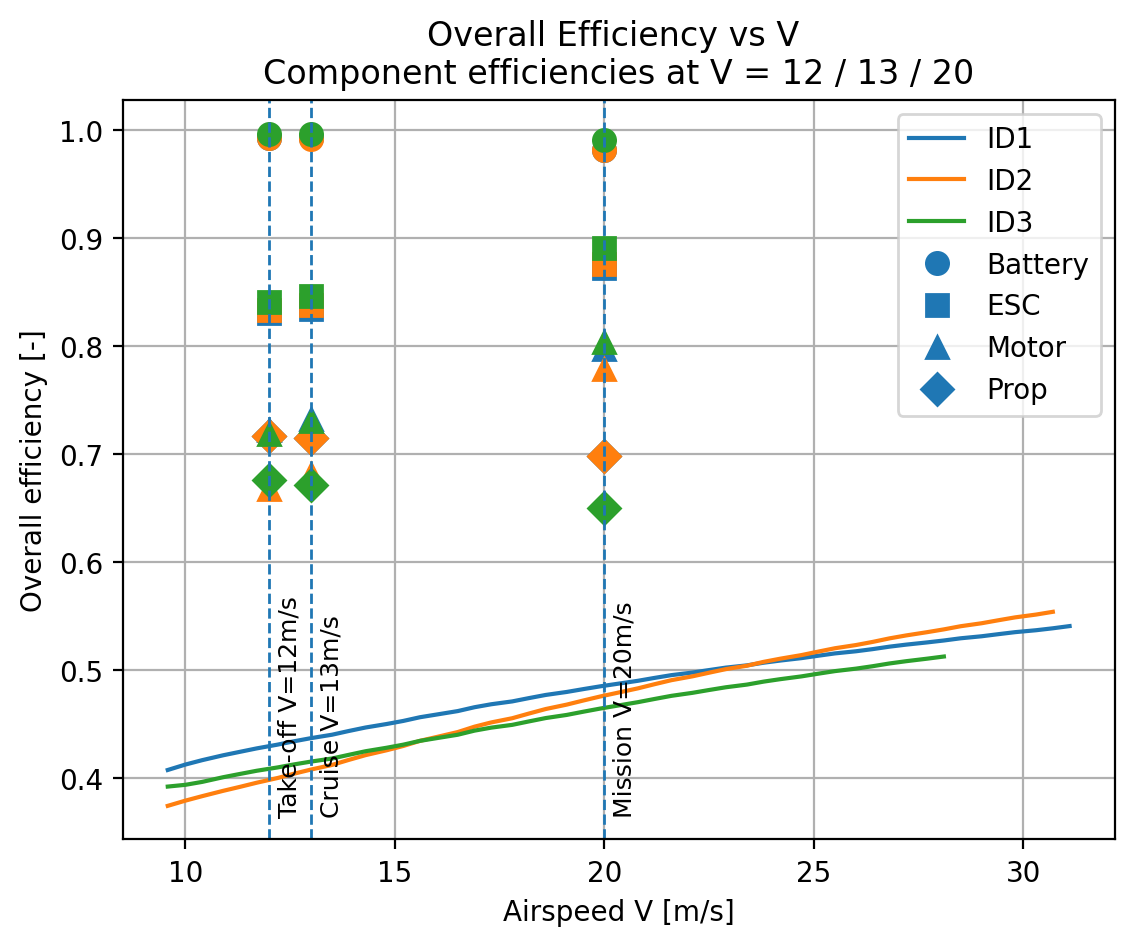 Overall Efficiency vs V
Component efficiencies at V = 12 / 13 / 20
Overall efficiency [-]
1.0
0.9
0.8
0.7
0.6
0.5
0.4
ID1
ID2
ID3
Battery
ESC
Motor
Prop
Take-off V=12m/s
Cruise V=13m/s
Mission V=20m/s
10
15
20
25
30
Airspeed V [m/s]